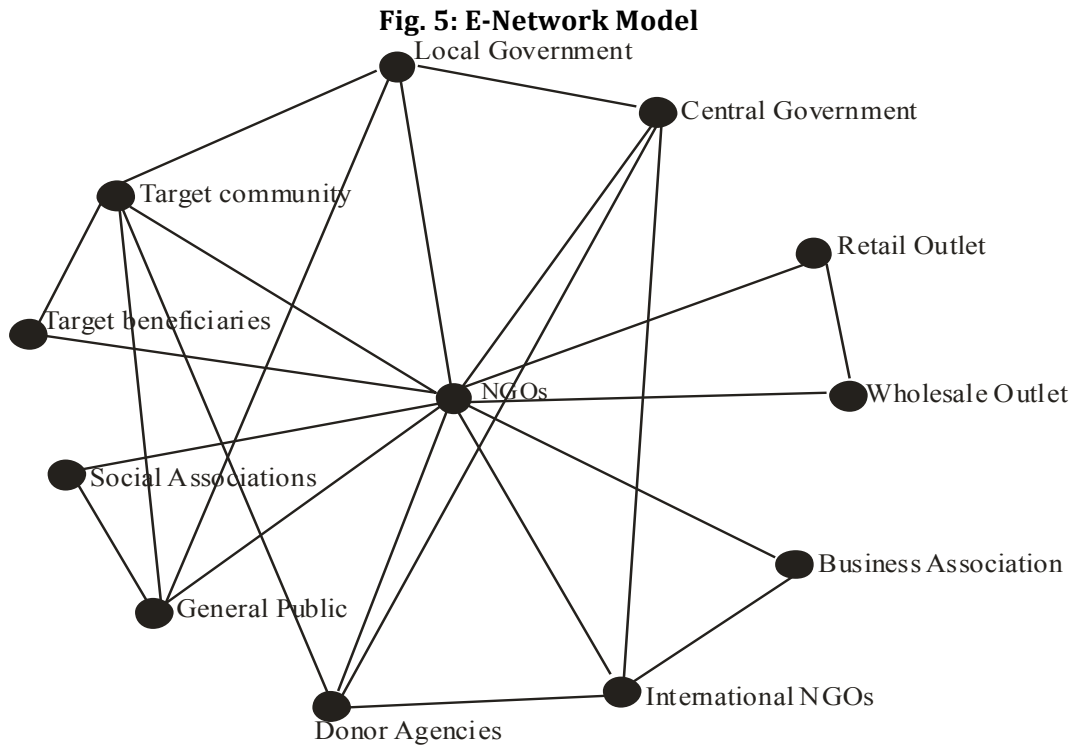 Fig. 5: E-Network Model
Local Government
Central Government
Target community
Retail Outlet
Target beneficiaries
NGOs
Wholesale Outlet
Social Associations
Business Association
General Public
International NGOs
Donor Agencies